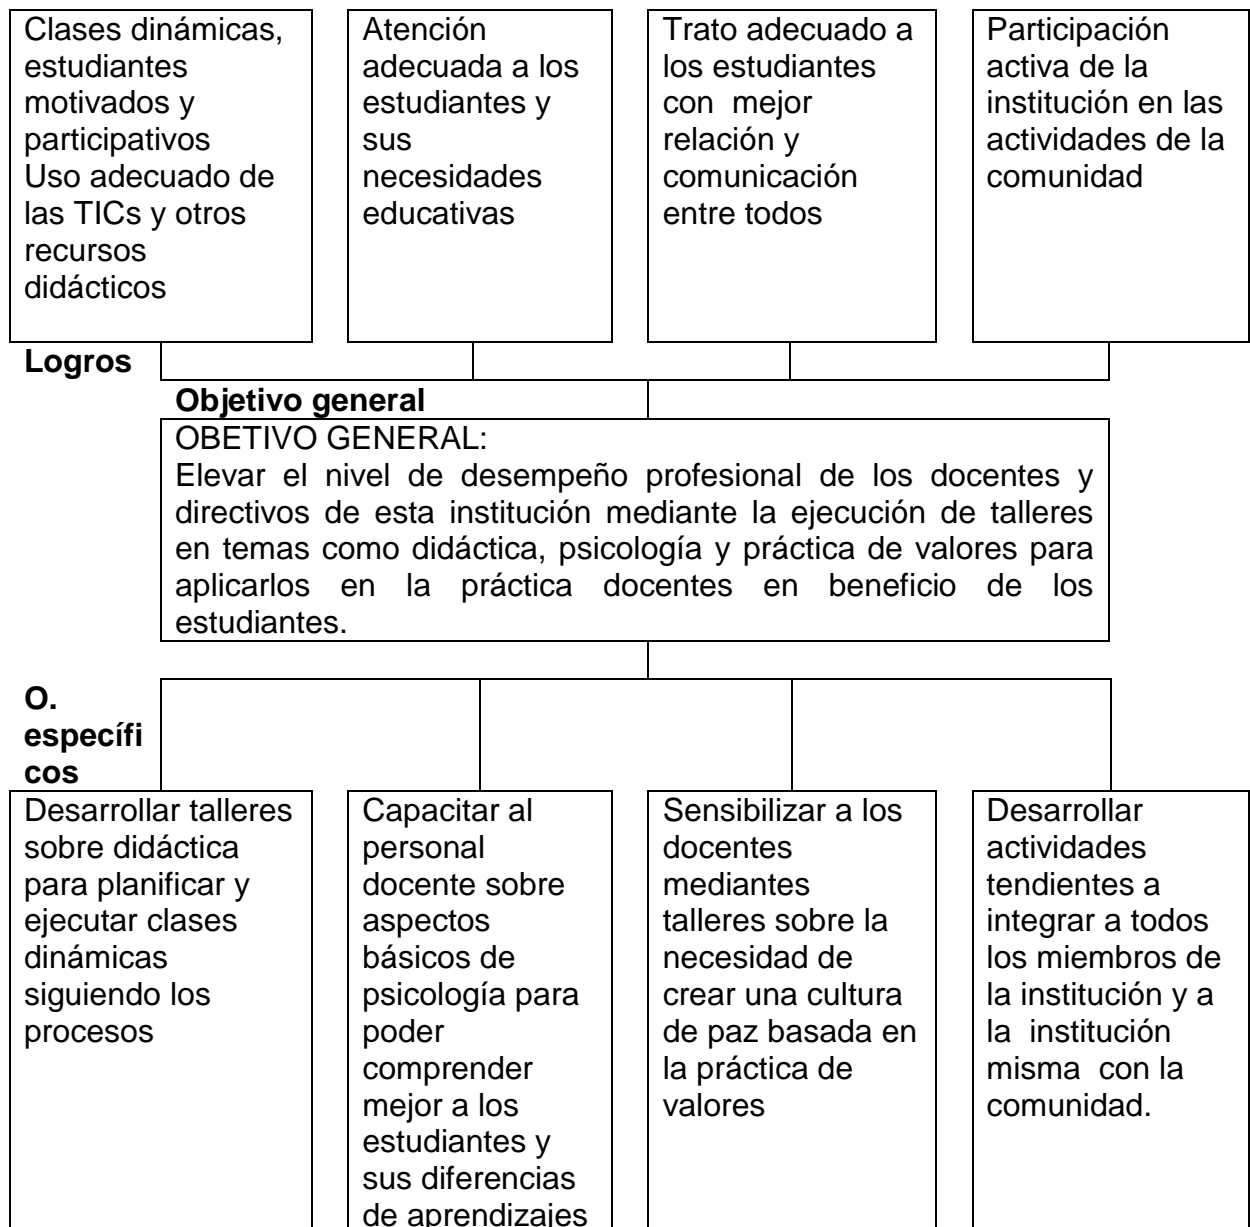 Clases dinámicas,
estudiantes
motivados y
participativos
Uso adecuado de
las TICs y otros
recursos
didácticos
Atención
adecuada a los
estudiantes y
sus
necesidades
educativas
Trato adecuado a
los estudiantes
con mejor
relación y
comunicación
entre todos
Participación
activa de la
institución en las
actividades de la
comunidad
Logros
Objetivo general
OBETIVO GENERAL:
Elevar el nivel de desempeño profesional de los docentes y
directivos de esta institución mediante la ejecución de talleres
en temas como didáctica, psicología y práctica de valores para
aplicarlos en la práctica docentes en beneficio de los
estudiantes.
O.
específi
cos
Desarrollar talleres
sobre didáctica
para planificar y
ejecutar clases
dinámicas
siguiendo los
procesos
Capacitar al
personal
docente sobre
aspectos
básicos de
psicología para
poder
comprender
mejor a los
estudiantes y
sus diferencias
de aprendizajes
Sensibilizar a los
docentes
mediantes
talleres sobre la
necesidad de
crear una cultura
de paz basada en
la práctica de
valores
Desarrollar
actividades
tendientes a
integrar a todos
los miembros de
la institución y a
la institución
misma con la
comunidad.